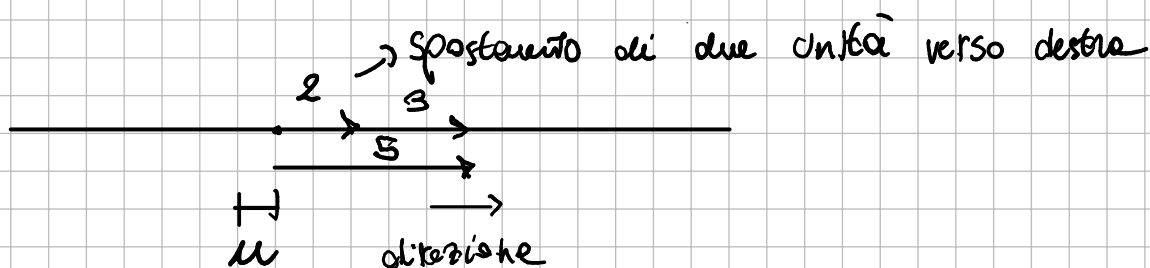 spostamento di due unità verso destra
2 3
5
u direzione